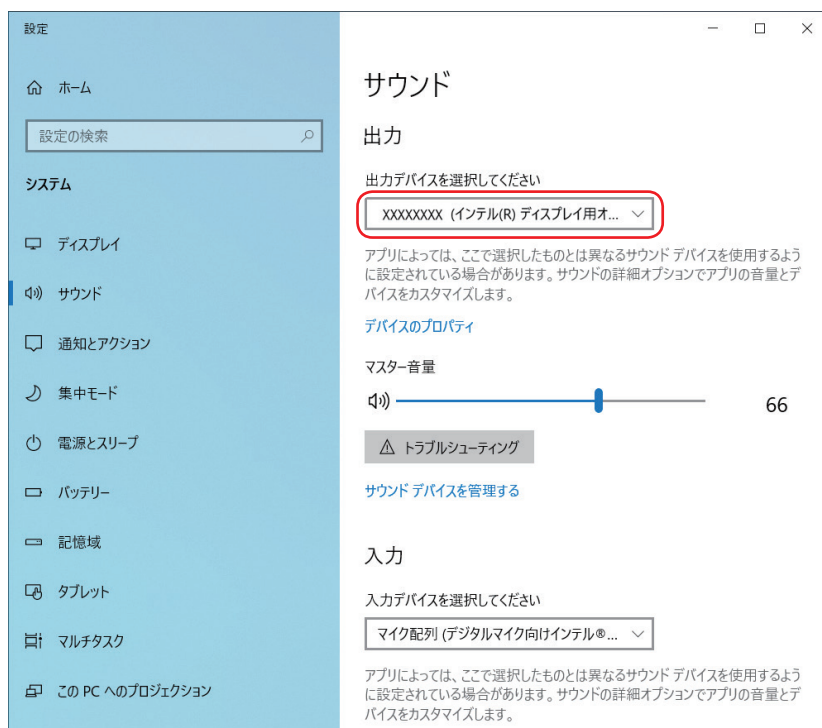 設定
ホーム
設定の検索
システム
ディスプレイ
サウンド
通知とアクション
集中モード
電源とスリープ
バッテリー
記憶域
タブレット
マルチタスク
この PC へのプロジェクション
サウンド
出力
出力デバイスを選択してください
XXXXXXXX (インテル(R) ディスプレイ用オ...
アプリによっては、ここで選択したものとは異なるサウンド デバイスを使用するよう
に設定されている場合があります。サウンドの詳細オプションでアプリの音量とデ
バイスをカスタマイズします。
デバイスのプロパティ
マスター音量
66
トラブルシューティング
サウンド デバイスを管理する
入力
入力デバイスを選択してください
マイク配列 (デジタルマイク向けインテル®...
アプリによっては、ここで選択したものとは異なるサウンド デバイスを使用するよう
に設定されている場合があります。サウンドの詳細オプションでアプリの音量とデ
バイスをカスタマイズします。